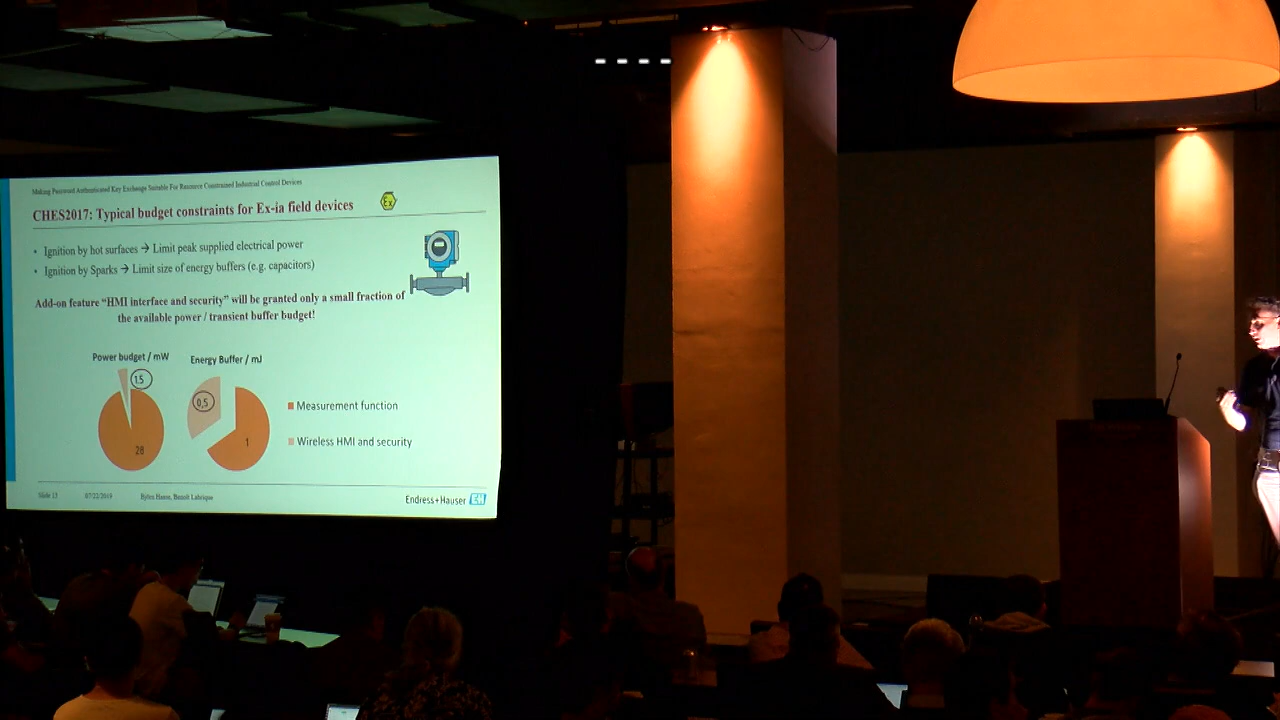 Making Password Authenticated Key Exchange Suitable For Resource Constrained Industrial Control Devices
CHES2017: Typical budget constraints for Ex-ia field devices
Ex
• Ignition by hot surfaces → Limit peak supplied electrical power
• Ignition by Sparks → Limit size of energy buffers (e.g. capacitors)
Add-on feature “HMI interface and security” will be granted only a small fraction of
the available power / transient buffer budget!
Power budget / mW
Energy Buffer / mJ
1.5
28
0,5
1
Measurement function
Wireless HMI and security
Slide 13
07/22/2019
Björn Haase, Benoît Labrique
Endress+Hauser EH